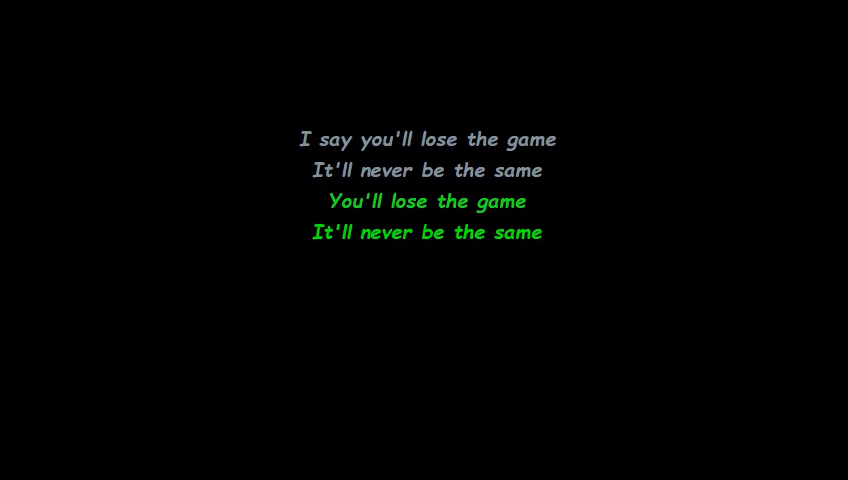 I say you'll lose the game
It'll never be the same
You'll lose the game
It'll never be the same